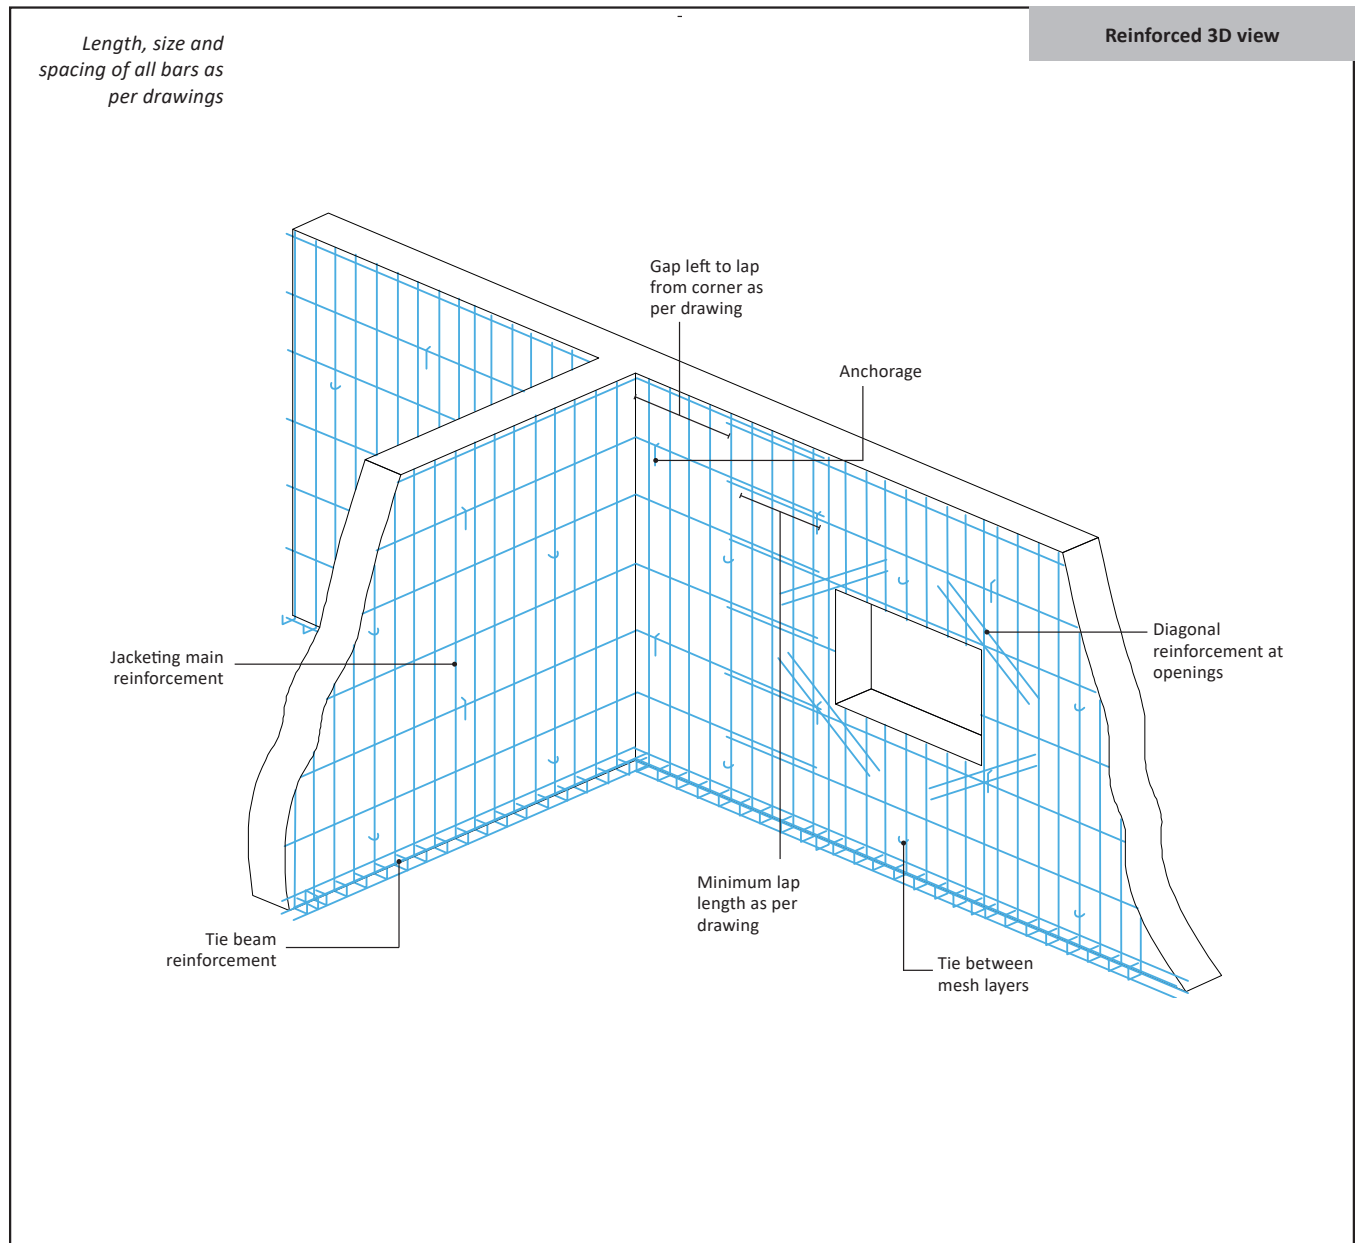 Length, size and
spacing of all bars as
per drawings
-
Reinforced 3D view
Gap left to lap
from corner as
per drawing
Anchorage
Diagonal
reinforcement at
openings
Jacketing main
reinforcement
Minimum lap
length as per
drawing
Tie beam
reinforcement
Tie between
mesh layers